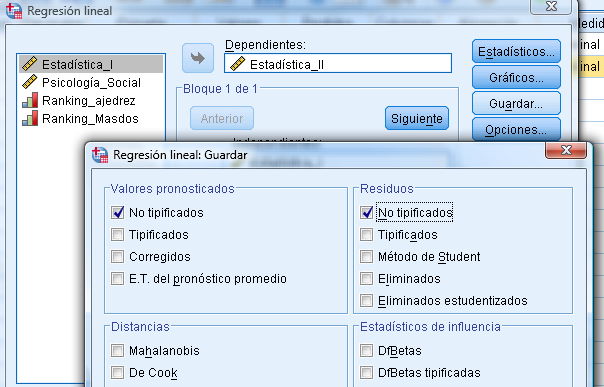 Regresión lineal
Dependientes:
Estadística_I
Estadística_II
Estadísticos...
Psicología_Social
Gráficos...
Ranking_ajedrez
Bloque 1 de 1
Guardar...
Ranking_Masdos
Anterior
Siguiente
Opciones...
Independientes:
Regresión lineal: Guardar
Valores pronosticados
No tipificados
Tipificados
Corregidos
E.T. del pronóstico promedio
Residuos
No tipificados
Tipificados
Método de Student
Eliminados
Eliminados estudentizados
Distancias
Mahalanobis
De Cook
Estadísticos de influencia
DfBetas
DfBetas tipificadas